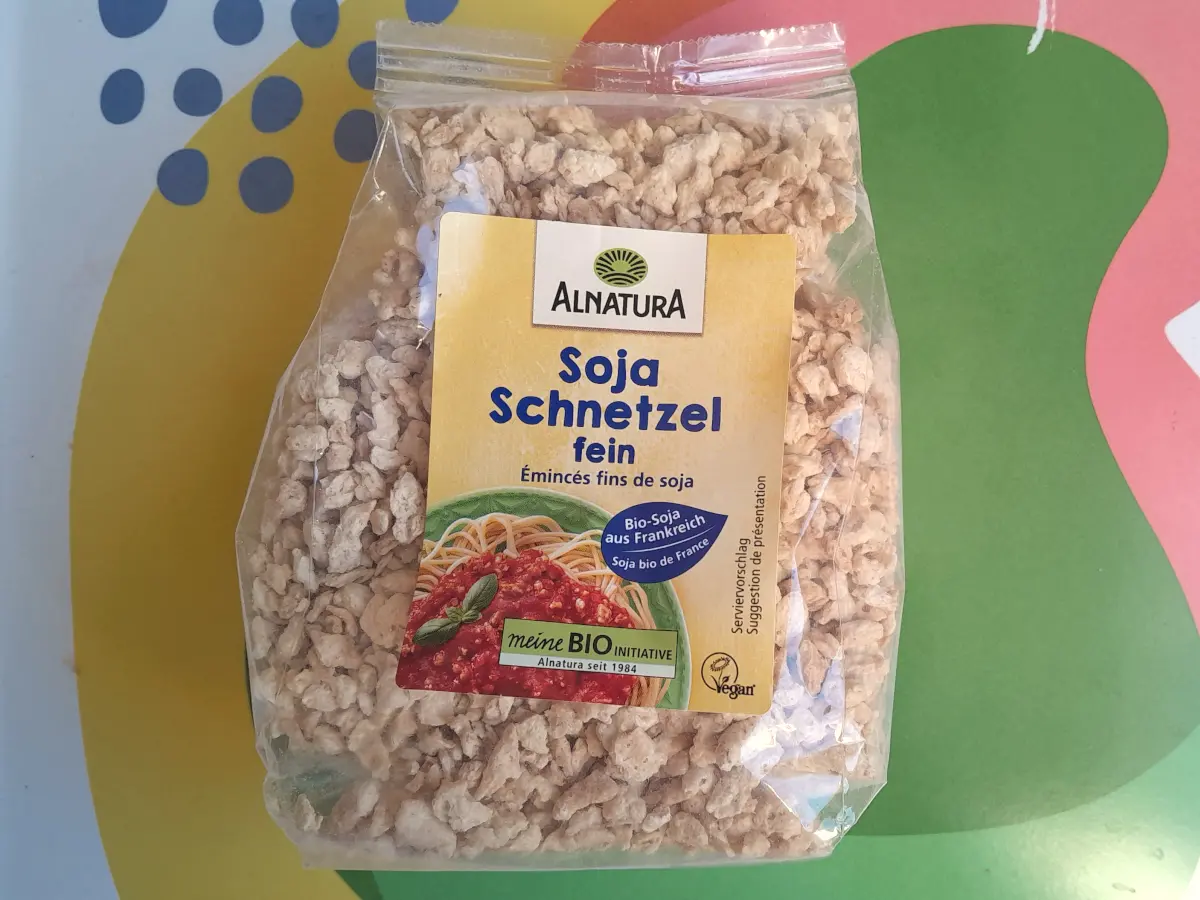 ALNATURA
Soja
Schnetzel
fein
Émincés fins de soja
Bio-Soja
aus Frankreich
Soja bio de France
Serviervorschlag
Suggestion de présentation
meine BIO INITIATIVE
Alnatura seit 1984
Vegan